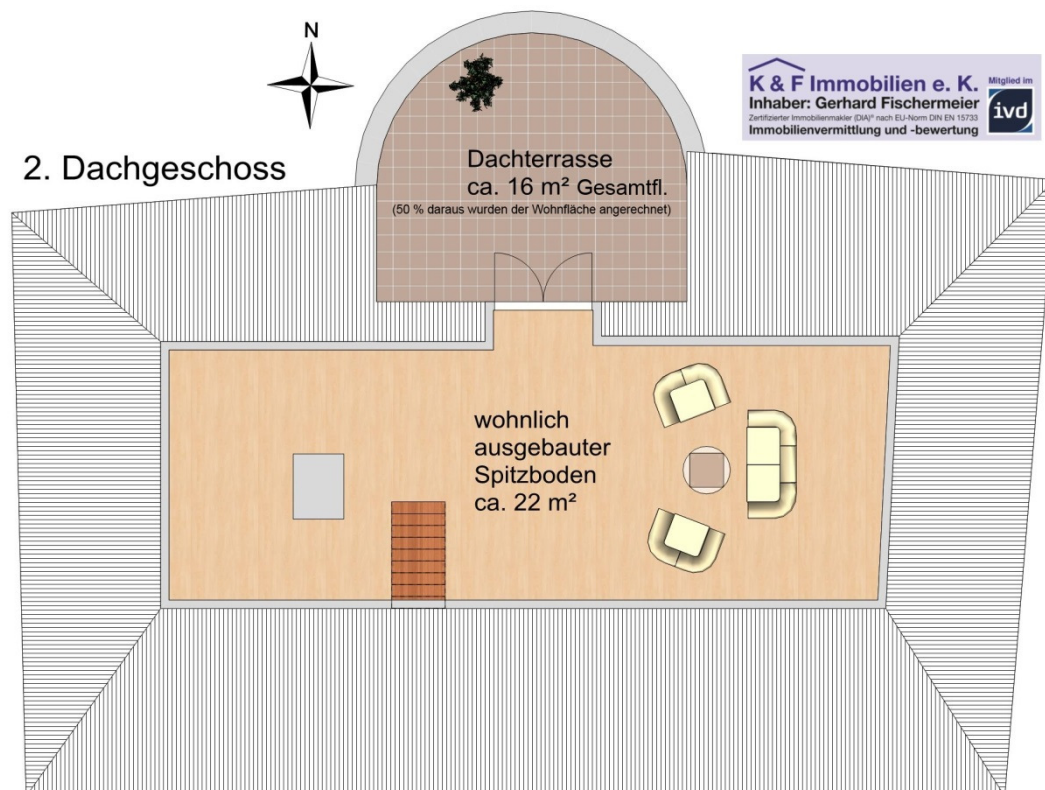 N
K & F Immobilien e. K.
Mitglied im
Inhaber: Gerhard Fischermeier
ivd
Zertifizierter Immobilienmakler (DIA)® nach EU-Norm DIN EN 15733
Immobilienvermittlung und -bewertung
2. Dachgeschoss
Dachterrasse
ca. 16 m² Gesamtfl.
(50 % daraus wurden der Wohnfläche angerechnet)
wohnlich
ausgebauter
Spitzboden
ca. 22 m²